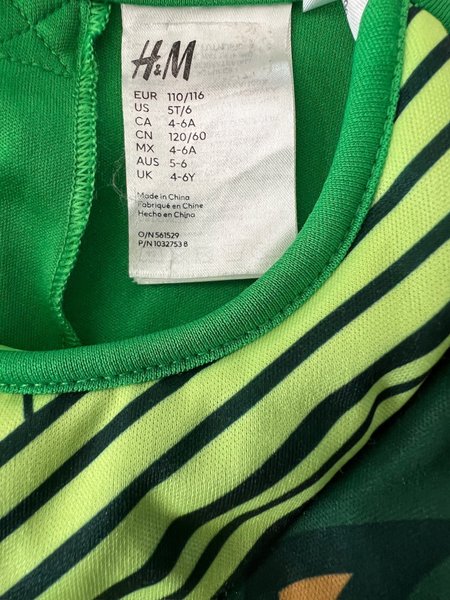 H&M
EUR 110/116
US 5T/6
CA 4-6A
CN 120/60
MX 4-6A
AUS 5-6
UK 4-6Y
Made in China
Fabriqué en Chine
Hecho en China
O/N 561529
P/N 1032753 8